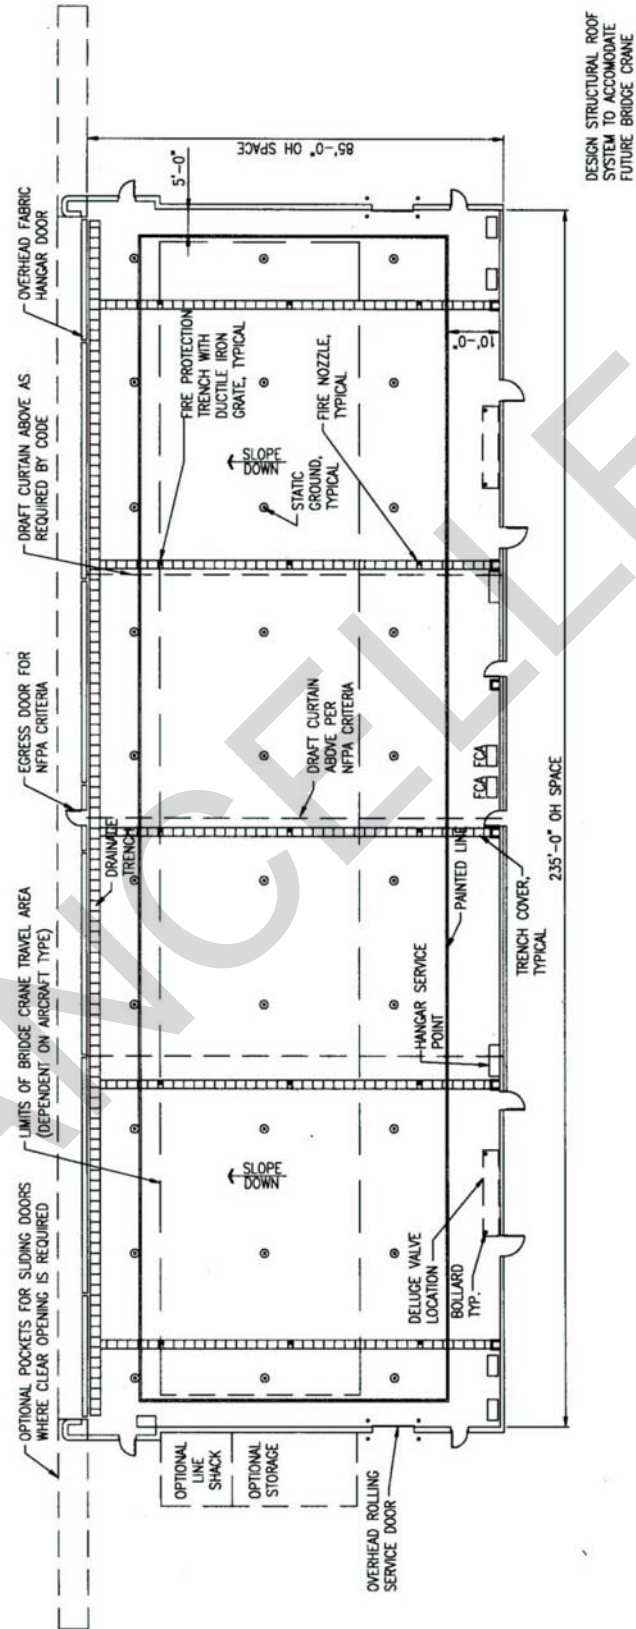 OPTIONAL POCKETS FOR SLIDING DOORS
WHERE CLEAR OPENING IS REQUIRED
LIMITS OF BRIDGE CRANE TRAVEL AREA
(DEPENDENT ON AIRCRAFT TYPE)
EGRESS DOOR FOR
NFPA CRITERIA
DRAFT CURTAIN ABOVE AS
REQUIRED BY CODE
OVERHEAD FABRIC
HANGAR DOOR
DRAINAGE
TRENCH
FIRE PROTECTION
TRENCH WITH
DUCTILE IRON
GRATE, TYPICAL
5'-0"
85'-0" OH SPACE
OPTIONAL
LINE
SHACK
OPTIONAL
STORAGE
SLOPE
DOWN
SLOPE
DOWN
STATIC
GROUND,
TYPICAL
DRAFT CURTAIN
ABOVE PER
NFPA CRITERIA
FIRE NOZZLE,
TYPICAL
10'-0"
PAINTED LINE
HANGAR SERVICE
POINT
DELUGE VALVE
LOCATION
BOLLARD
TYP.
FCA
FCA
OVERHEAD ROLLING
SERVICE DOOR
TRENCH COVER,
TYPICAL
235'-0" OH SPACE
DESIGN STRUCTURAL ROOF
SYSTEM TO ACCOMODATE
FUTURE BRIDGE CRANE
ANCELLE